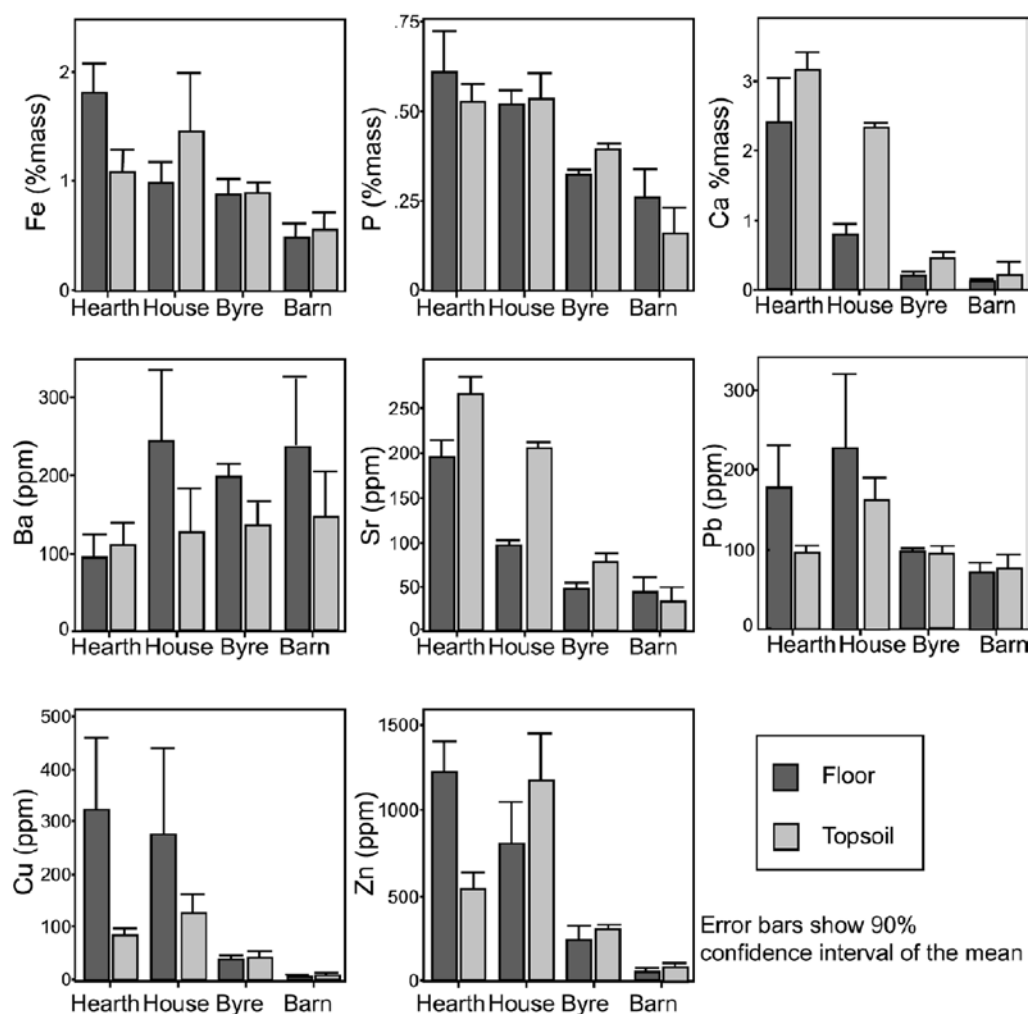 Fe (%mass)
2
1
0
Hearth House Byre Barn
P (%mass)
.75
.50
.25
0
Hearth House Byre Barn
Ca %mass)
3
2
1
0
Hearth House Byre Barn
Ba (ppm)
300
200
100
0
Hearth House Byre Barn
Sr (ppm)
250
200
150
100
50
0
Hearth House Byre Barn
Pb (ppm)
300
200
100
0
Hearth House Byre Barn
Cu (ppm)
500
400
300
200
100
0
Hearth House Byre Barn
Zn (ppm)
1500
1000
500
0
Hearth House Byre Barn
Floor
Topsoil
Error bars show 90%
confidence interval of the mean